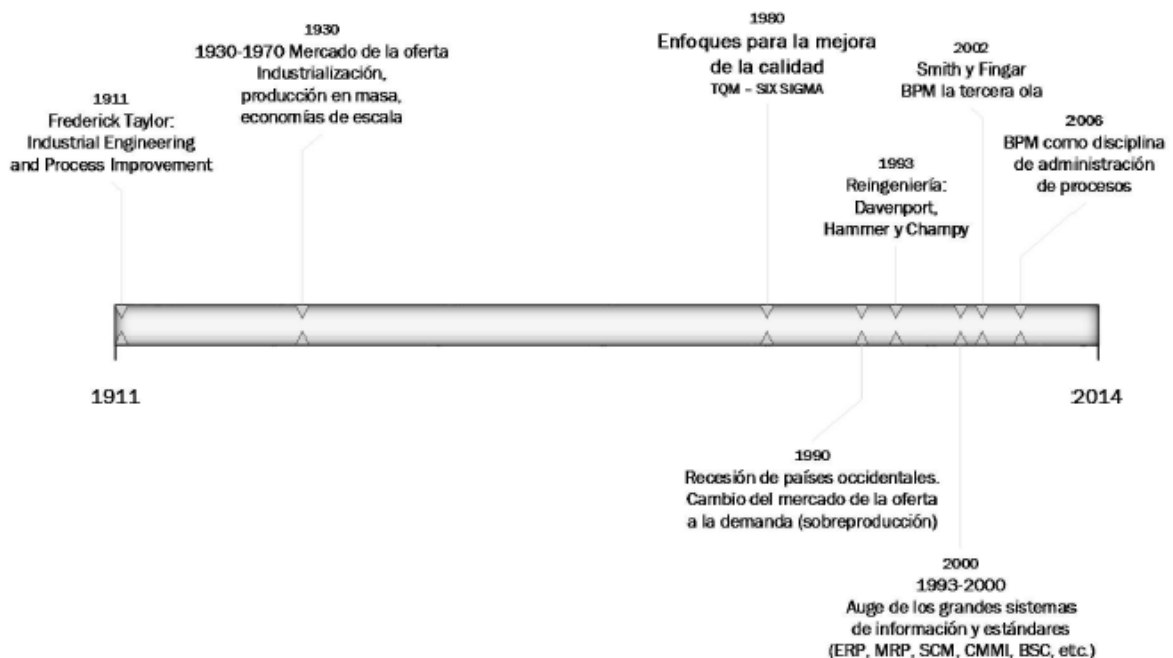 1911
Frederick Taylor:
Industrial Engineering
and Process Improvement
1930
1930-1970 Mercado de la oferta
Industrialización,
producción en masa,
economías de escala
1980
Enfoques para la mejora
de la calidad
TQM – SIX SIGMA
1993
Reingeniería:
Davenport,
Hammer y Champy
2002
Smith y Fingar
BPM la tercera ola
2006
BPM como disciplina
de administración
de procesos
1911
2014
1990
Recesión de países occidentales.
Cambio del mercado de la oferta
a la demanda (sobreproducción)
2000
1993-2000
Auge de los grandes sistemas
de información y estándares
(ERP, MRP, SCM, CMMI, BSC, etc.)